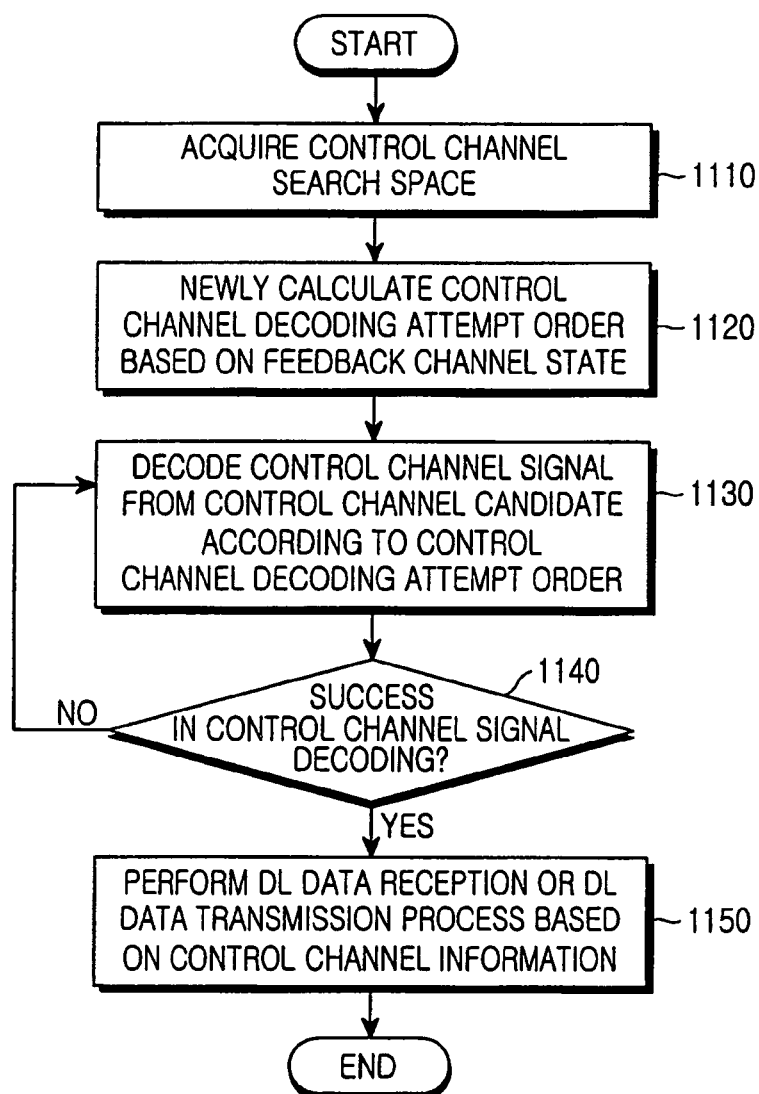 START
ACQUIRE CONTROL CHANNEL
SEARCH SPACE
1110
NEWLY CALCULATE CONTROL
CHANNEL DECODING ATTEMPT ORDER
BASED ON FEEDBACK CHANNEL STATE
1120
DECODE CONTROL CHANNEL SIGNAL
FROM CONTROL CHANNEL CANDIDATE
ACCORDING TO CONTROL
CHANNEL DECODING ATTEMPT ORDER
1130
1140
SUCCESS
IN CONTROL CHANNEL SIGNAL
DECODING?
NO
YES
PERFORM DL DATA RECEPTION OR DL
DATA TRANSMISSION PROCESS BASED
ON CONTROL CHANNEL INFORMATION
1150
END